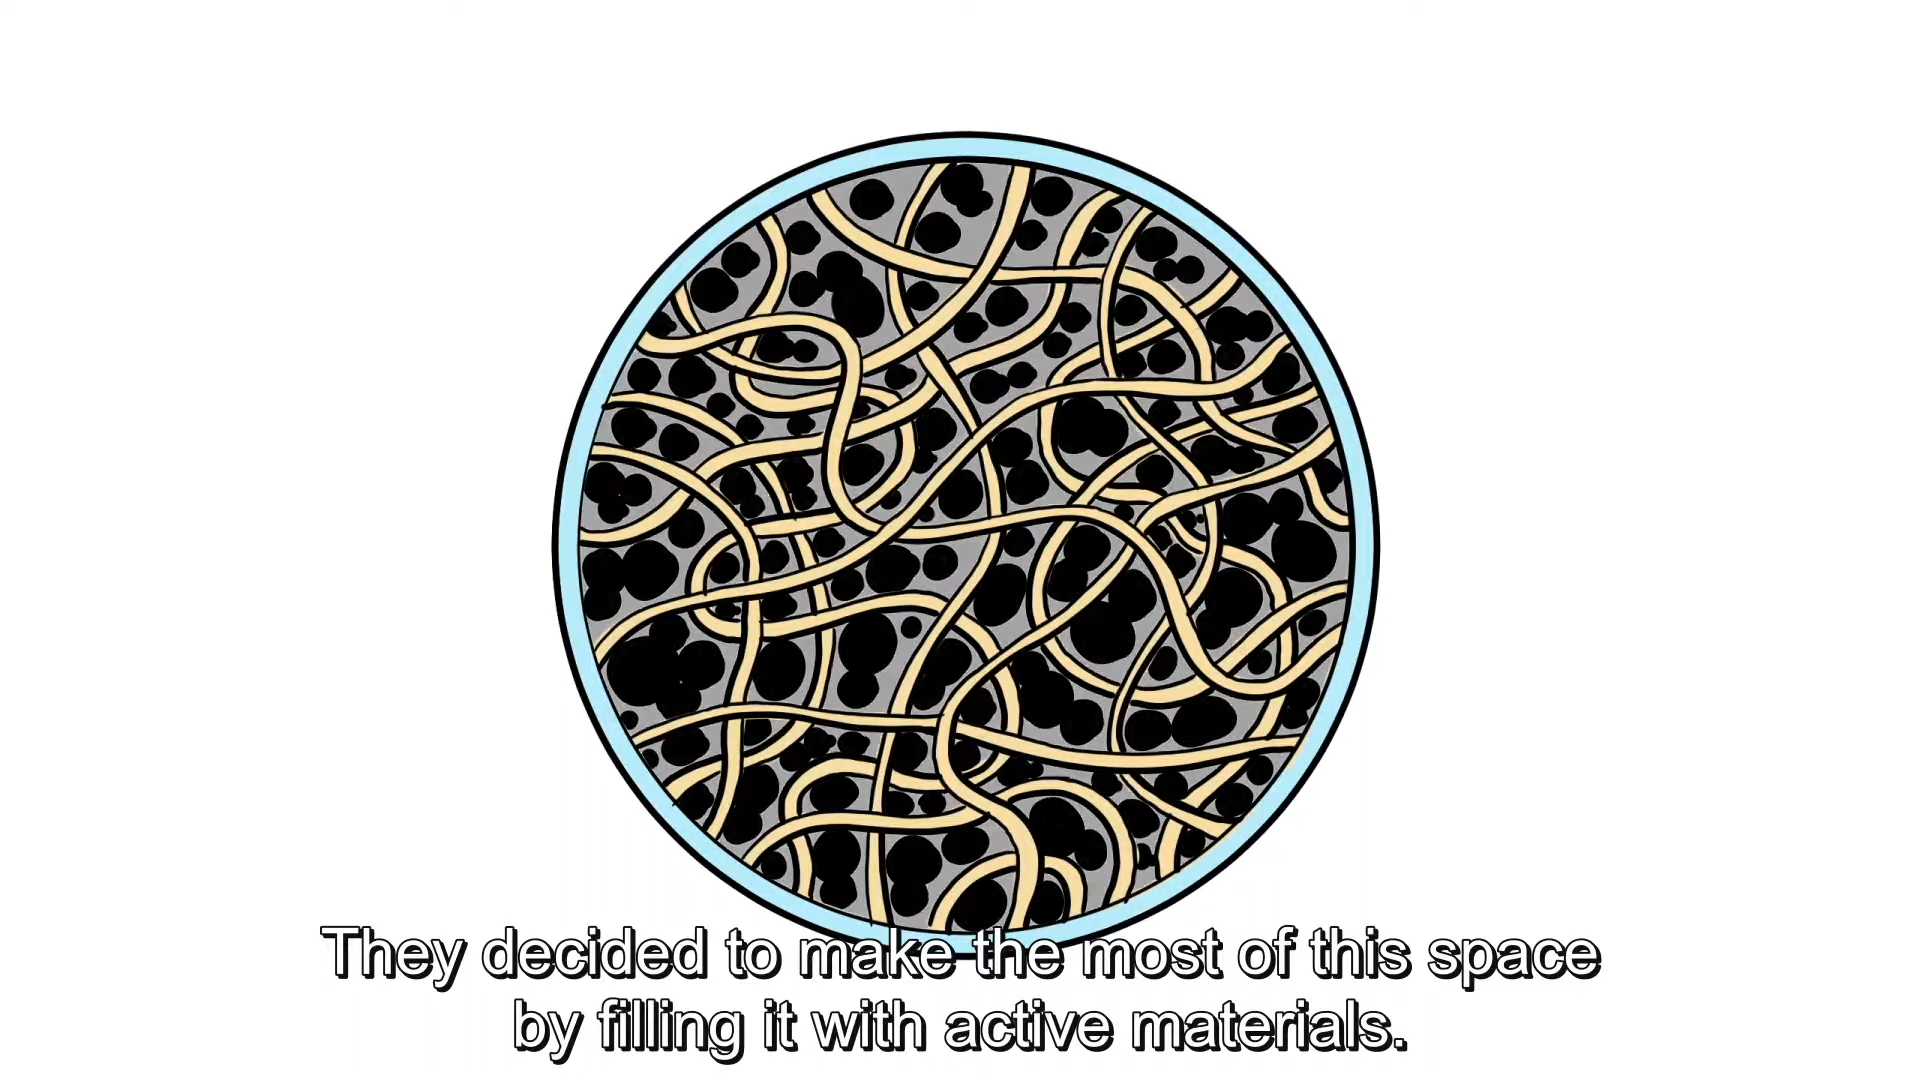 They decided to make the most of this space
by filling it with active materials.